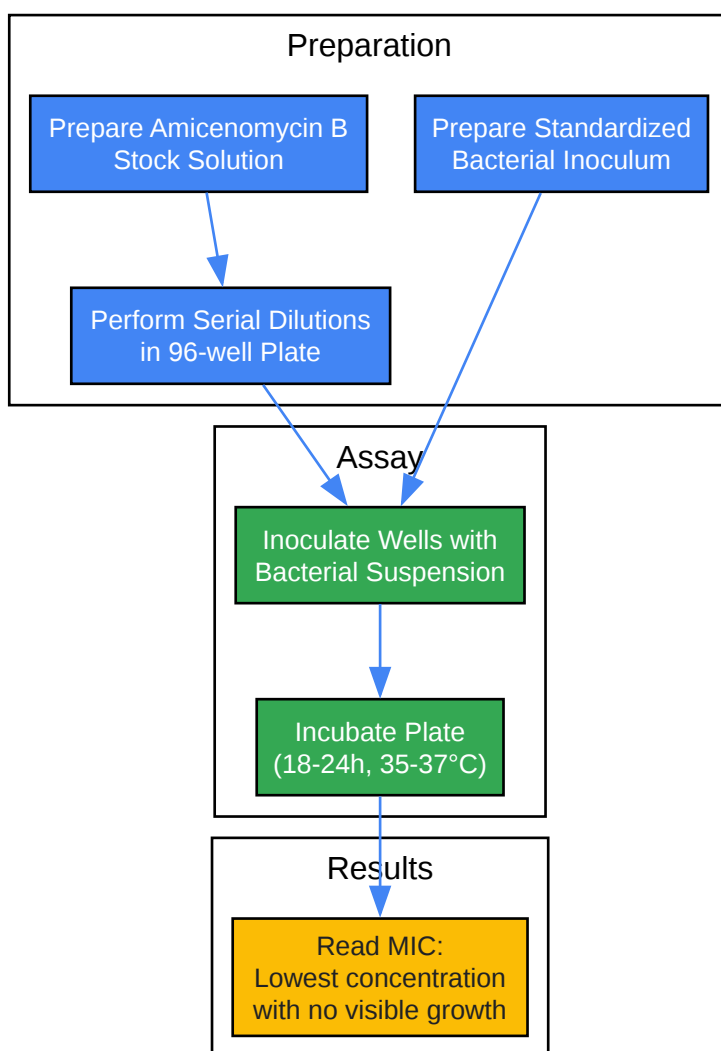 Preparation
Prepare Amicenomycin B
Stock Solution
Prepare Standardized
Bacterial Inoculum
Perform Serial Dilutions
in 96-well Plate
Assay
Inoculate Wells with
Bacterial Suspension
Incubate Plate
(18-24h, 35-37°C)
Results
Read MIC:
Lowest concentration
with no visible growth